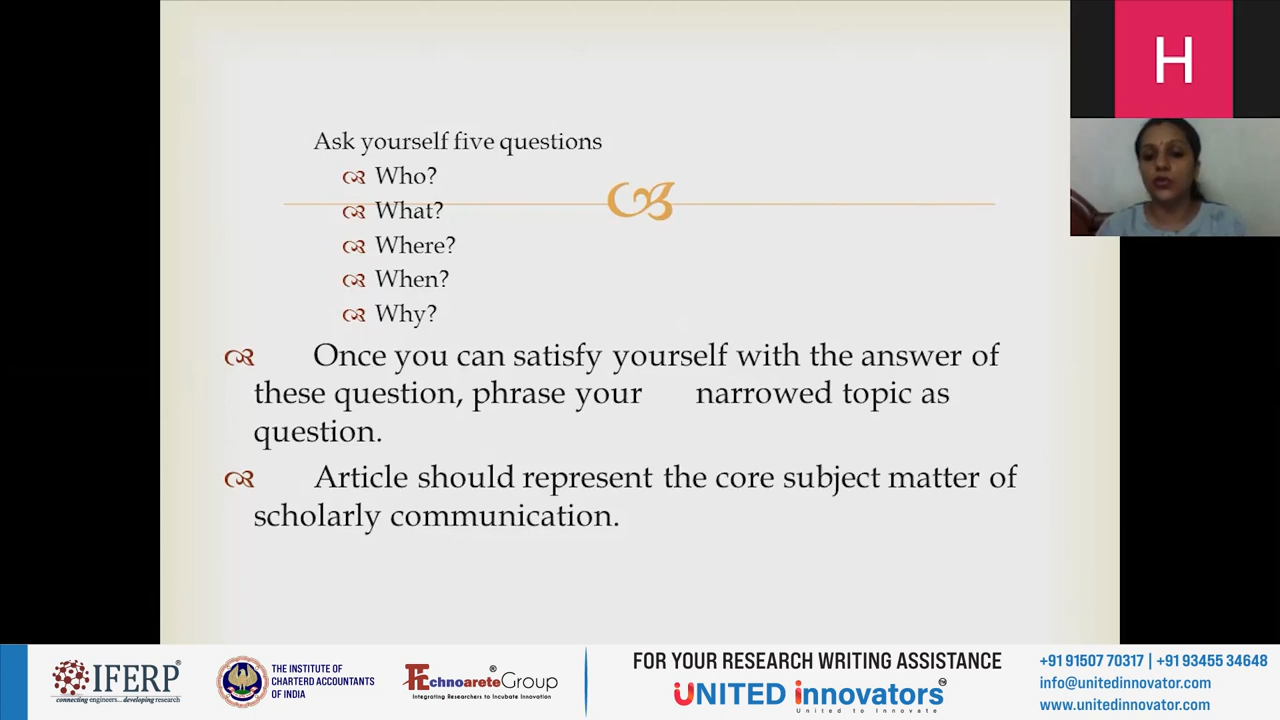 H
Ask yourself five questions
Who?
What?
Where?
When?
Why?
Once you can satisfy yourself with the answer of
these question, phrase your narrowed topic as
question.
Article should represent the core subject matter of
scholarly communication.
IFERP®
connecting engineers... developing research
THE INSTITUTE OF
CHARTERED ACCOUNTANTS
OF INDIA
TEchnoarete Group®
Integrating Researchers to Incubate Innovation
FOR YOUR RESEARCH WRITING ASSISTANCE
UNITED innovators™
United to Innovate
+91 91507 70317 | +91 93455 34648
info@unitedinnovator.com
www.unitedinnovator.com